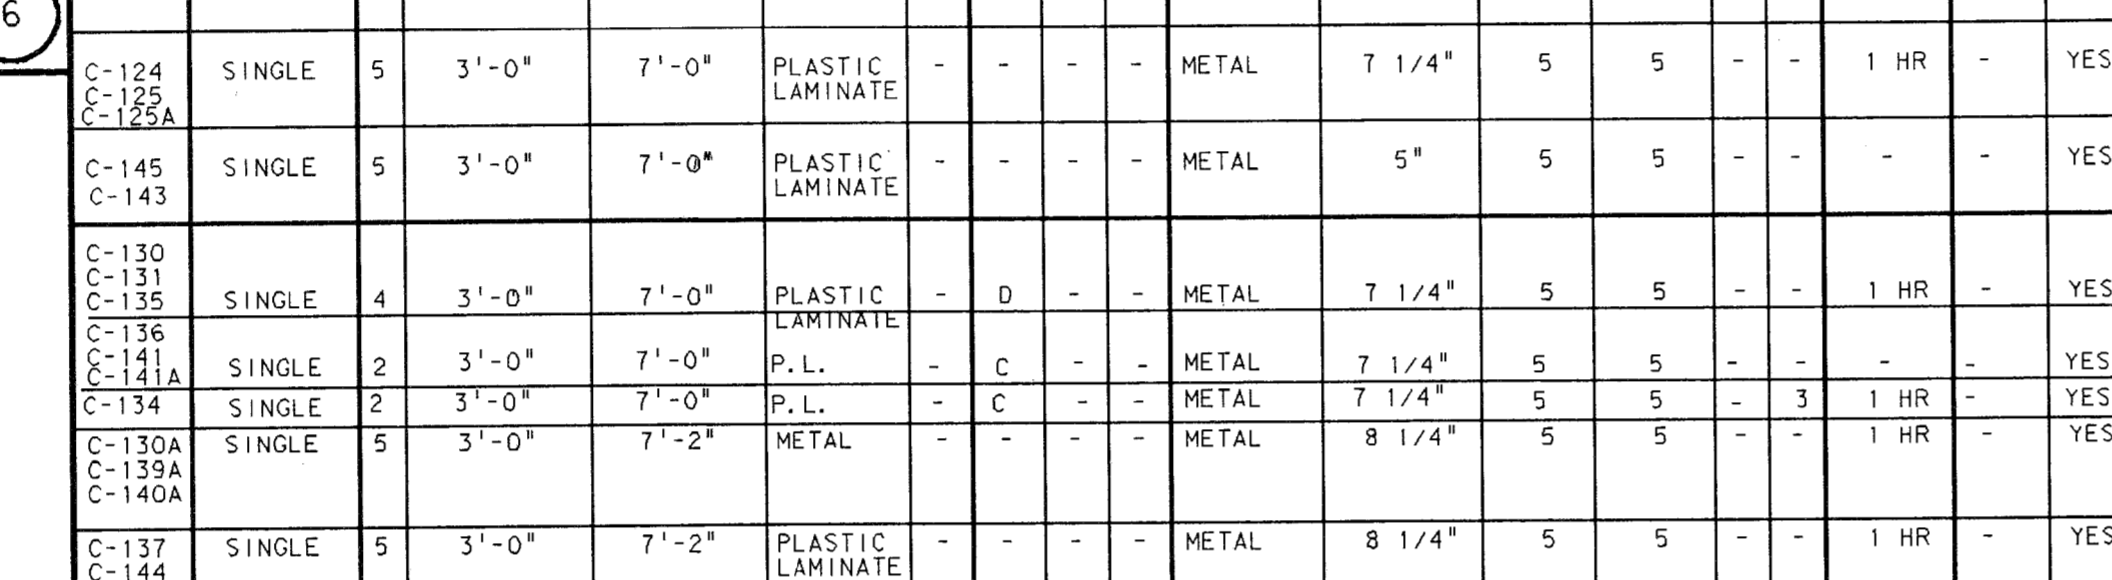 6
C-124 SINGLE 5 3'-0" 7'-0" PLASTIC - - - - METAL 7 1/4" 5 5 - - 1 HR - YES
C-125 LAMINATE
C-125A
C-145 SINGLE 5 3'-0" 7'-0" PLASTIC - - - - METAL 5" 5 5 - - - - YES
C-143 LAMINATE
C-130
C-131
C-135 SINGLE 4 3'-0" 7'-0" PLASTIC - D - - METAL 7 1/4" 5 5 - - 1 HR - YES
LAMINATE
C-136
C-141 SINGLE 2 3'-0" 7'-0" P.L. - C - - METAL 7 1/4" 5 5 - - - - YES
C-141A
C-134 SINGLE 2 3'-0" 7'-0" P.L. - C - - METAL 7 1/4" 5 5 - 3 1 HR - YES
C-130A SINGLE 5 3'-0" 7'-2" METAL - - - - METAL 8 1/4" 5 5 - - 1 HR - YES
C-139A
C-140A
C-137 SINGLE 5 3'-0" 7'-2" PLASTIC - - - - METAL 8 1/4" 5 5 - - 1 HR - YES
C-144 LAMINATE